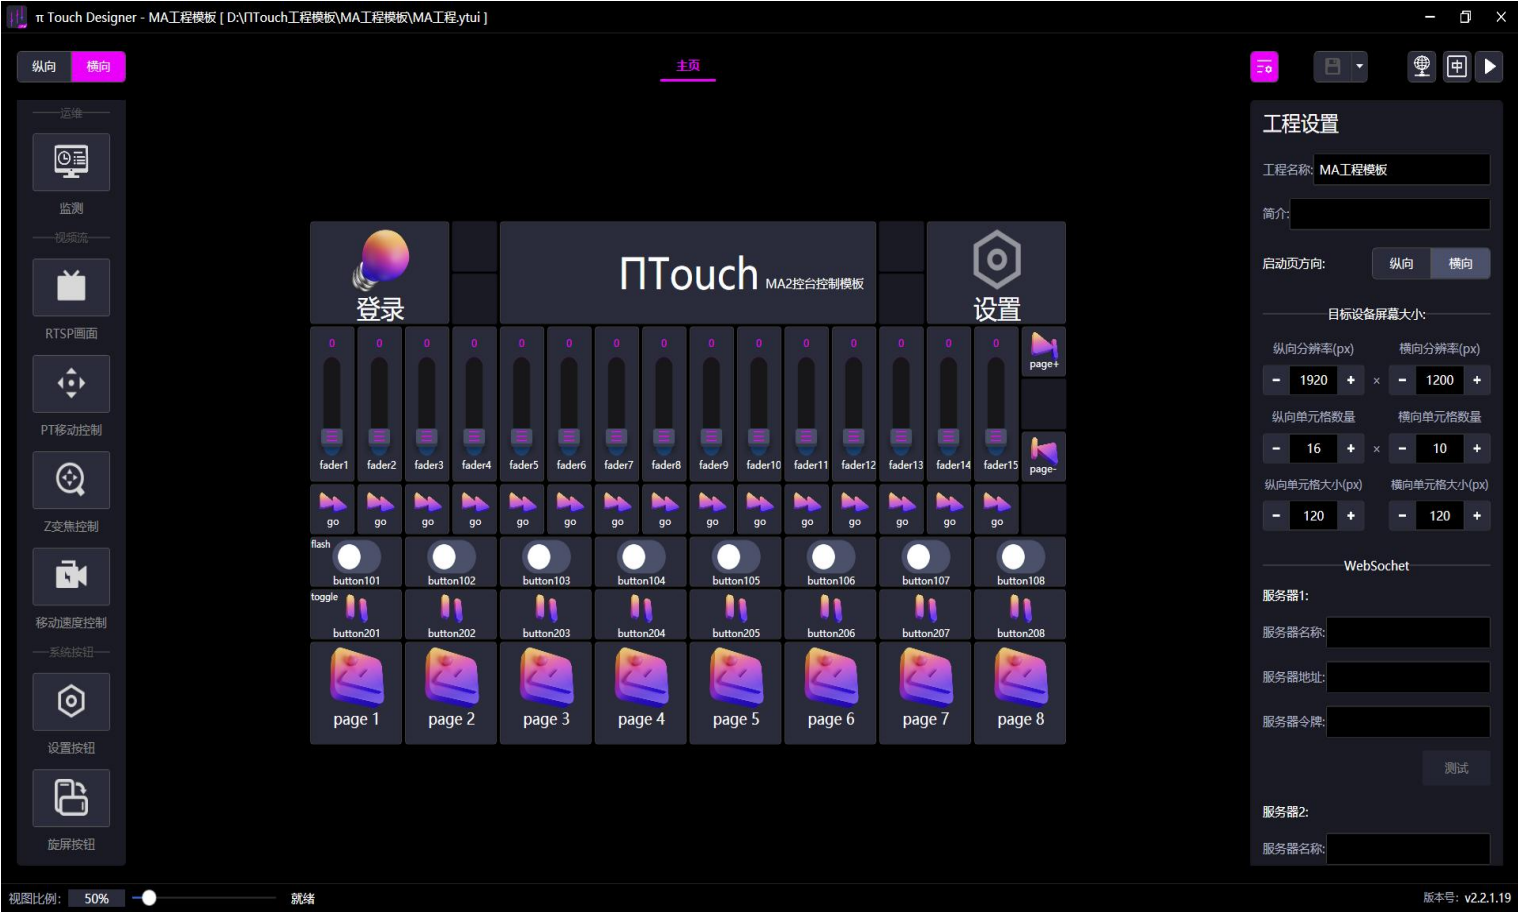 π Touch Designer - MA工程模板 [ D:\ΠTouch工程模板\MA工程模板\MA工程.ytui ]
纵向 横向
主页
中
运维
监测
视频流
RTSP画面
PT移动控制
Z变焦控制
移动速度控制
系统按钮
设置按钮
旋屏按钮
登录
ΠTouch MA2控台控制模板
设置
0 0 0 0 0 0 0 0 0 0 0 0 0 0 0
page+
fader1 fader2 fader3 fader4 fader5 fader6 fader7 fader8 fader9 fader10 fader11 fader12 fader13 fader14 fader15
page-
go go go go go go go go go go go go go go go
flash
button101 button102 button103 button104 button105 button106 button107 button108
toggle
button201 button202 button203 button204 button205 button206 button207 button208
page 1 page 2 page 3 page 4 page 5 page 6 page 7 page 8
工程设置
工程名称: MA工程模板
简介:
启动页方向: 纵向 横向
目标设备屏幕大小:
纵向分辨率(px) 横向分辨率(px)
- 1920 + × - 1200 +
纵向单元格数量 横向单元格数量
- 16 + × - 10 +
纵向单元格大小(px) 横向单元格大小(px)
- 120 + - 120 +
WebSochet
服务器1:
服务器名称:
服务器地址:
服务器令牌:
测试
服务器2:
服务器名称:
视图比例: 50% 就绪
版本号: v2.2.1.19